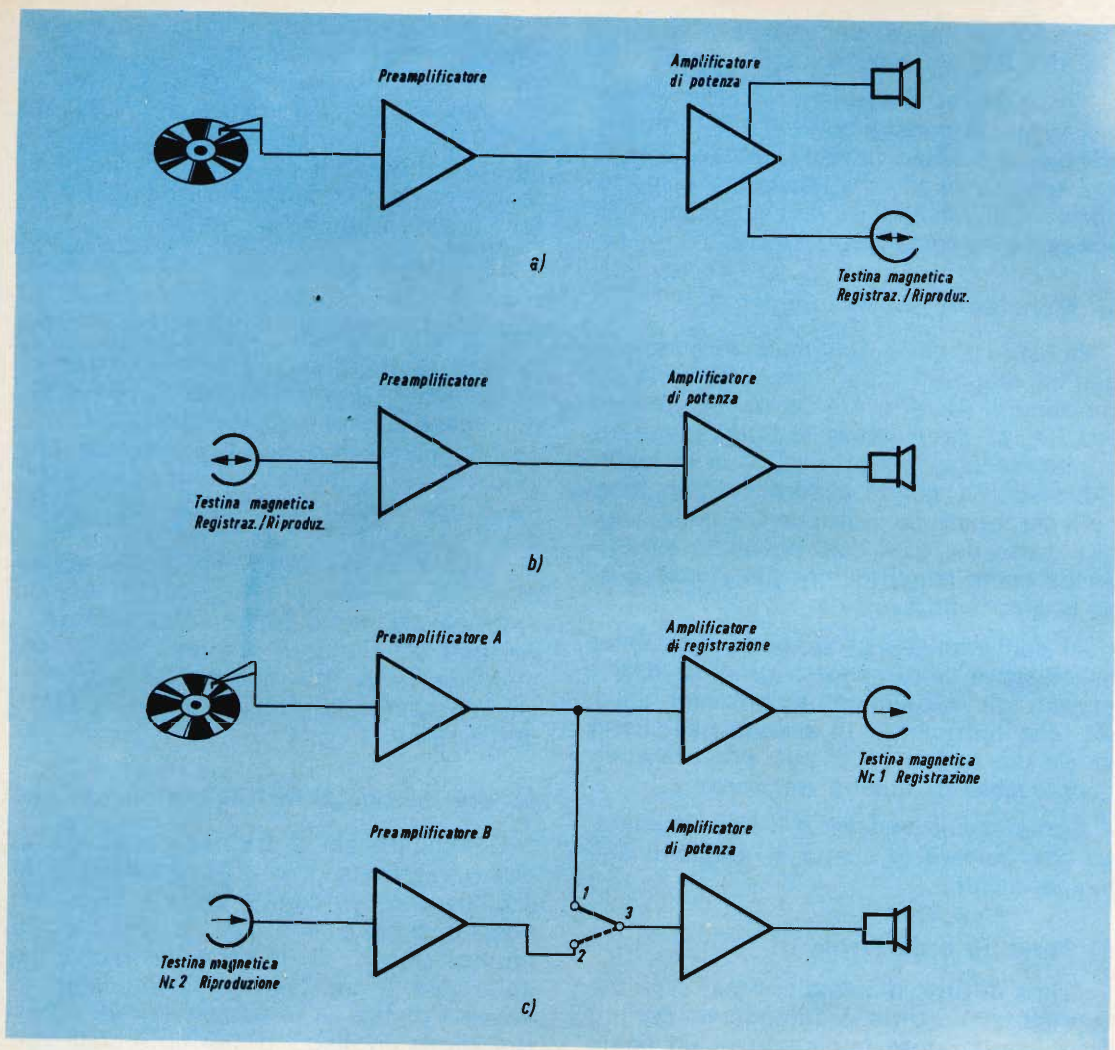 Preamplificatore
Amplificatore
di potenza
a)
Testina magnetica
Registraz./Riproduz.
Preamplificatore
Amplificatore
di potenza
Testina magnetica
Registraz./Riproduz.
b)
Preamplificatore A
Amplificatore
di registrazione
Testina magnetica
Nr. 1 Registrazione
Preamplificatore B
Amplificatore
di potenza
1
3
2
Testina magnetica
Nr. 2 Riproduzione
c)